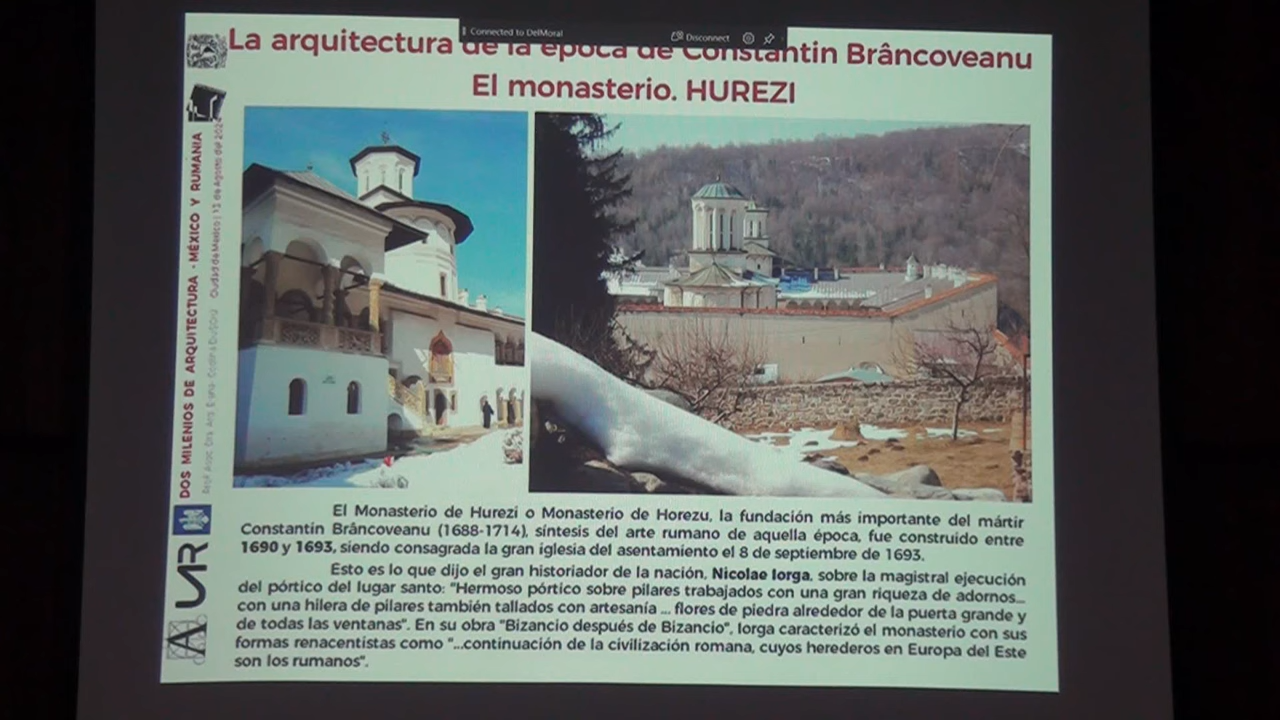 Connected to DelMoral
Disconnect
La arquitectura de la época de Constantin Brâncoveanu
El monasterio. HUREZI
DOS MILENIOS DE ARQUITECTURA - MÉXICO Y RUMÁNIA
Ciudad de México | 13 de Agosto del
UAR
El Monasterio de Hurezi o Monasterio de Horezu, la fundación más importante del mártir
Constantin Brâncoveanu (1688-1714), síntesis del arte rumano de aquella época, fue construido entre
1690 y 1693, siendo consagrada la gran iglesia del asentamiento el 8 de septiembre de 1693.
Esto es lo que dijo el gran historiador de la nación, Nicolae Iorga, sobre la magistral ejecución
del pórtico del lugar santo: "Hermoso pórtico sobre pilares trabajados con una gran riqueza de adornos...
con una hilera de pilares también tallados con artesanía ... flores de piedra alrededor de la puerta grande y
de todas las ventanas". En su obra "Bizancio después de Bizancio", Iorga caracterizó el monasterio con sus
formas renacentistas como "...continuación de la civilización romana, cuyos herederos en Europa del Este
son los rumanos".